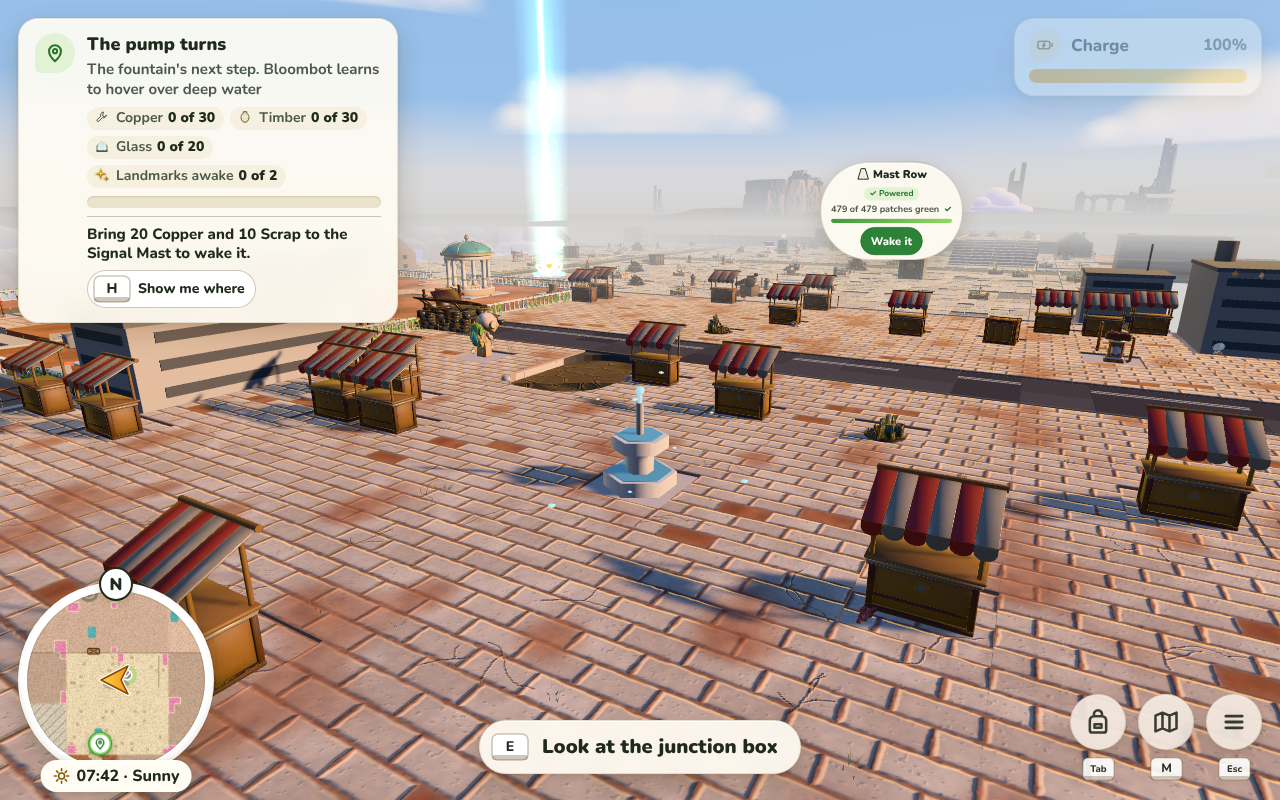 The pump turns
The fountain's next step. Bloombot learns
to hover over deep water
Copper 0 of 30 Timber 0 of 30
Glass 0 of 20
Landmarks awake 0 of 2
Bring 20 Copper and 10 Scrap to the
Signal Mast to wake it.
H Show me where
Charge 100%
Mast Row
Powered
479 of 479 patches green
Wake it
N
07:42 · Sunny
E Look at the junction box
Tab M Esc